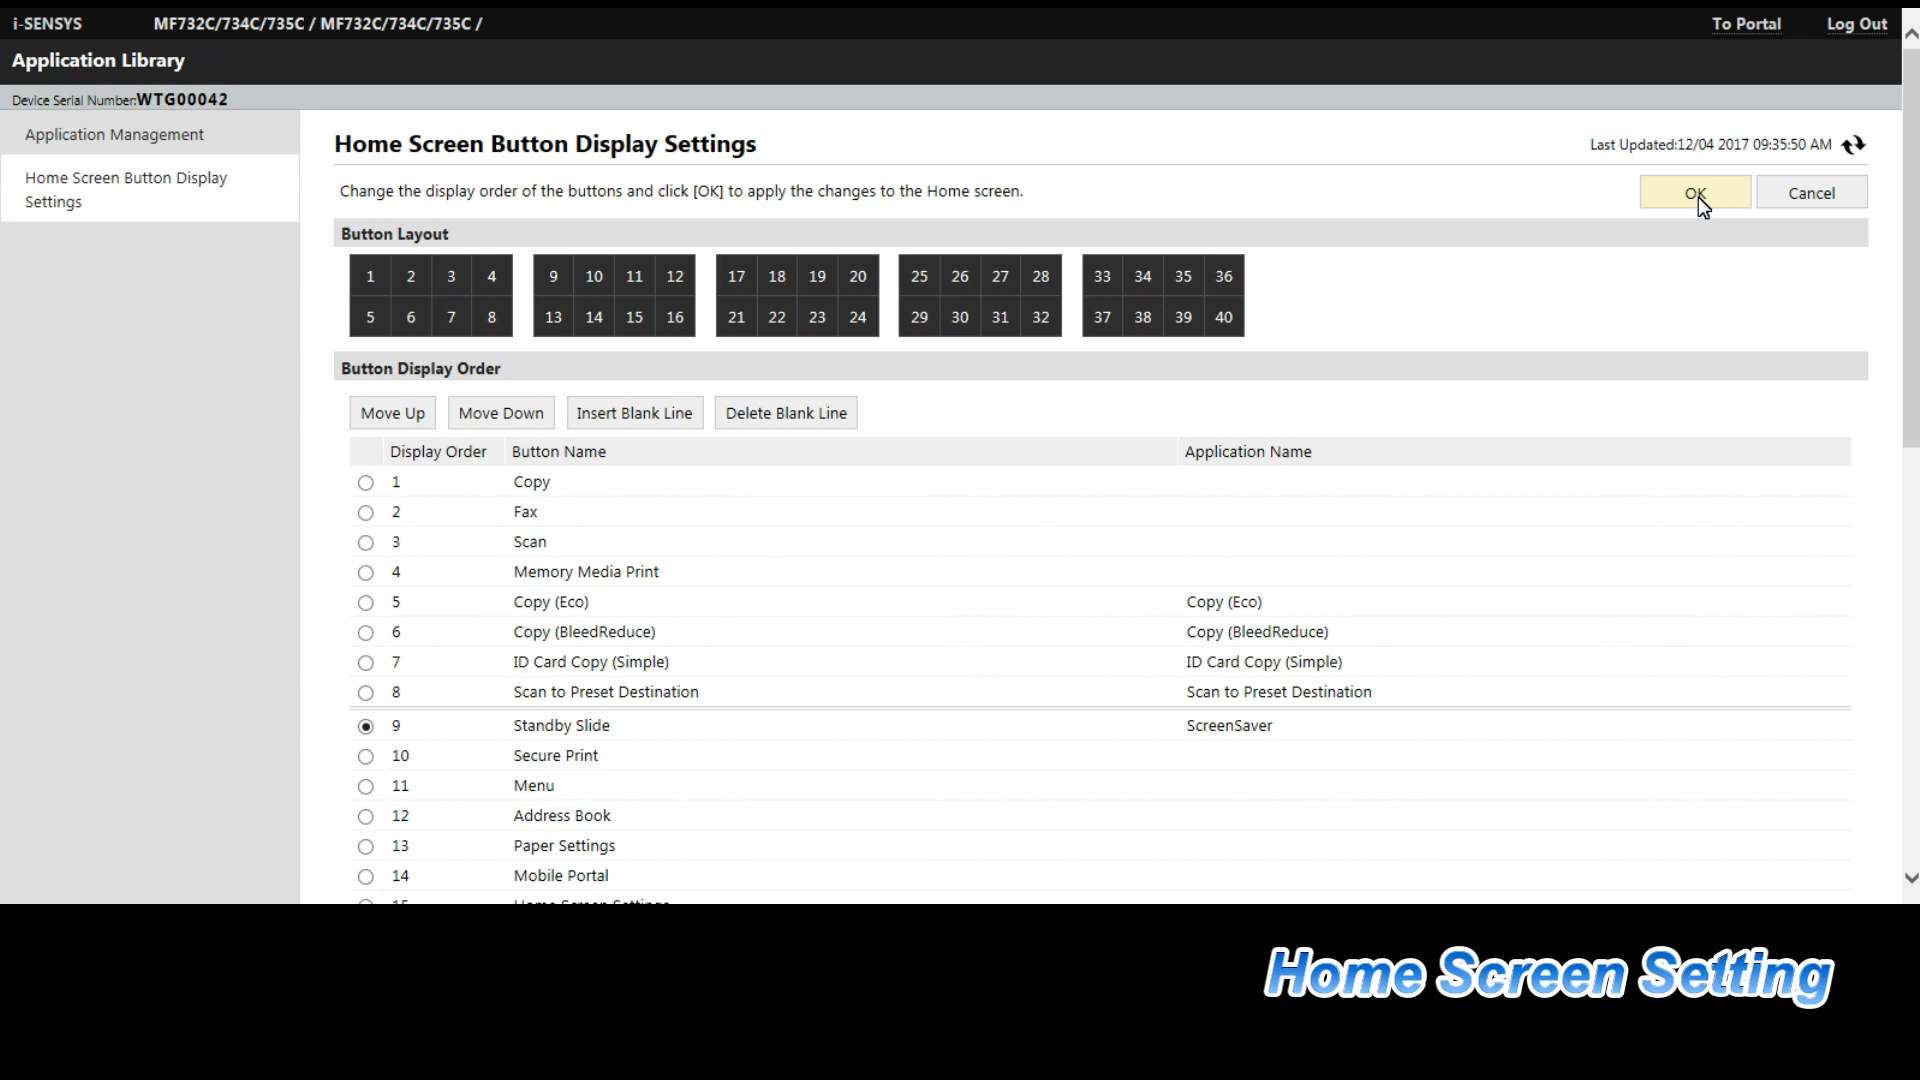 i-SENSYS MF732C/734C/735C / MF732C/734C/735C / To Portal Log Out
Application Library
Device Serial Number:WTG00042
Application Management
Home Screen Button Display
Settings
Home Screen Button Display Settings
Last Updated:12/04 2017 09:35:50 AM
Change the display order of the buttons and click [OK] to apply the changes to the Home screen.
OK Cancel
Button Layout
1 2 3 4 9 10 11 12 17 18 19 20 25 26 27 28 33 34 35 36
5 6 7 8 13 14 15 16 21 22 23 24 29 30 31 32 37 38 39 40
Button Display Order
Move Up Move Down Insert Blank Line Delete Blank Line
Display Order Button Name Application Name
1 Copy
2 Fax
3 Scan
4 Memory Media Print
5 Copy (Eco) Copy (Eco)
6 Copy (BleedReduce) Copy (BleedReduce)
7 ID Card Copy (Simple) ID Card Copy (Simple)
8 Scan to Preset Destination Scan to Preset Destination
9 Standby Slide ScreenSaver
10 Secure Print
11 Menu
12 Address Book
13 Paper Settings
14 Mobile Portal
15 Home Screen Settings
Home Screen Setting